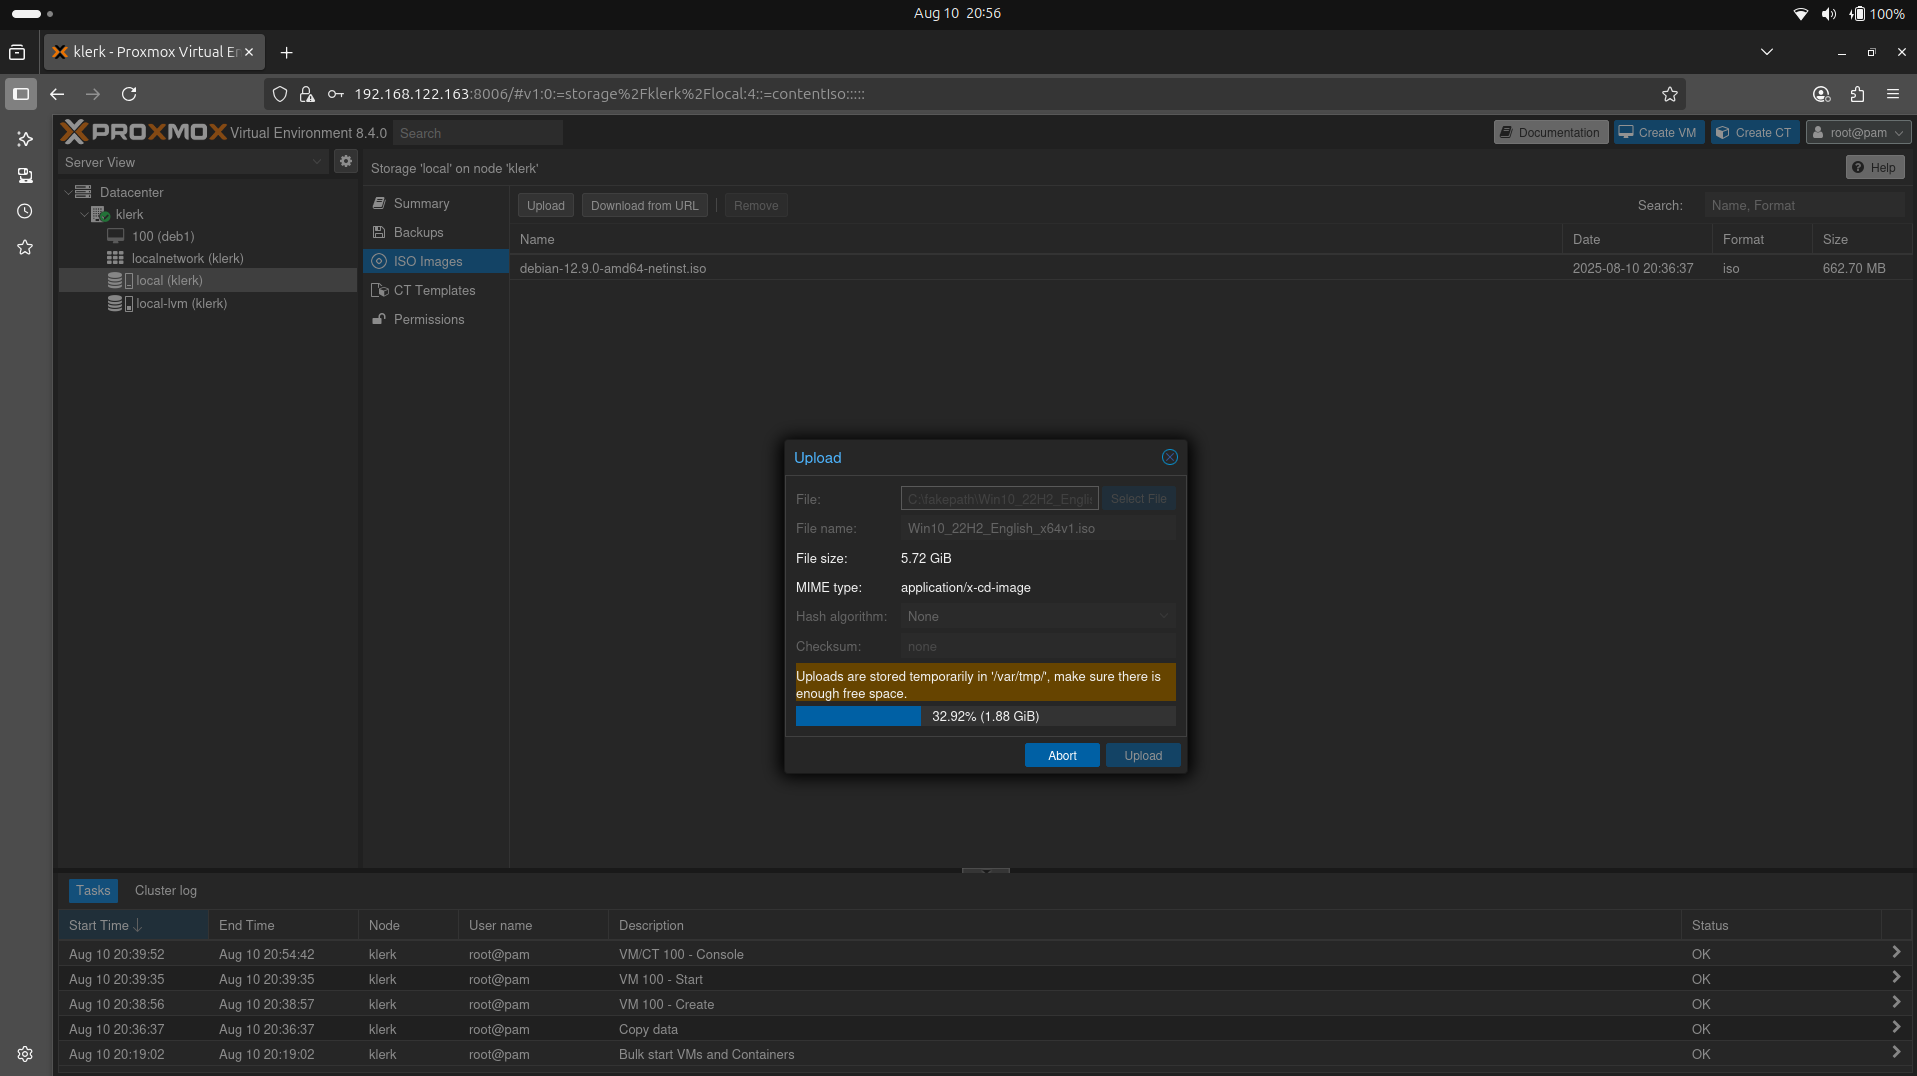 Aug 10 20:56
100%
klerk - Proxmox Virtual En
192.168.122.163:8006/#v1:0:=storage%2Fklerk%2Flocal:4::=contentIso:::::
PROXMOX Virtual Environment 8.4.0
Search
Documentation
Create VM
Create CT
root@pam
Server View
Storage 'local' on node 'klerk'
Help
Datacenter
klerk
100 (deb1)
localnetwork (klerk)
local (klerk)
local-lvm (klerk)
Summary
Backups
ISO Images
CT Templates
Permissions
Upload
Download from URL
Remove
Search:
Name, Format
Name
Date
Format
Size
debian-12.9.0-amd64-netinst.iso
2025-08-10 20:36:37
iso
662.70 MB
Upload
File:
C:\fakepath\Win10_22H2_Englis
Select File
File name:
Win10_22H2_English_x64v1.iso
File size:
5.72 GiB
MIME type:
application/x-cd-image
Hash algorithm:
None
Checksum:
none
Uploads are stored temporarily in '/var/tmp/', make sure there is
enough free space.
32.92% (1.88 GiB)
Abort
Upload
Tasks
Cluster log
Start Time
End Time
Node
User name
Description
Status
Aug 10 20:39:52 Aug 10 20:54:42 klerk root@pam VM/CT 100 - Console OK
Aug 10 20:39:35 Aug 10 20:39:35 klerk root@pam VM 100 - Start OK
Aug 10 20:38:56 Aug 10 20:38:57 klerk root@pam VM 100 - Create OK
Aug 10 20:36:37 Aug 10 20:36:37 klerk root@pam Copy data OK
Aug 10 20:19:02 Aug 10 20:19:02 klerk root@pam Bulk start VMs and Containers OK